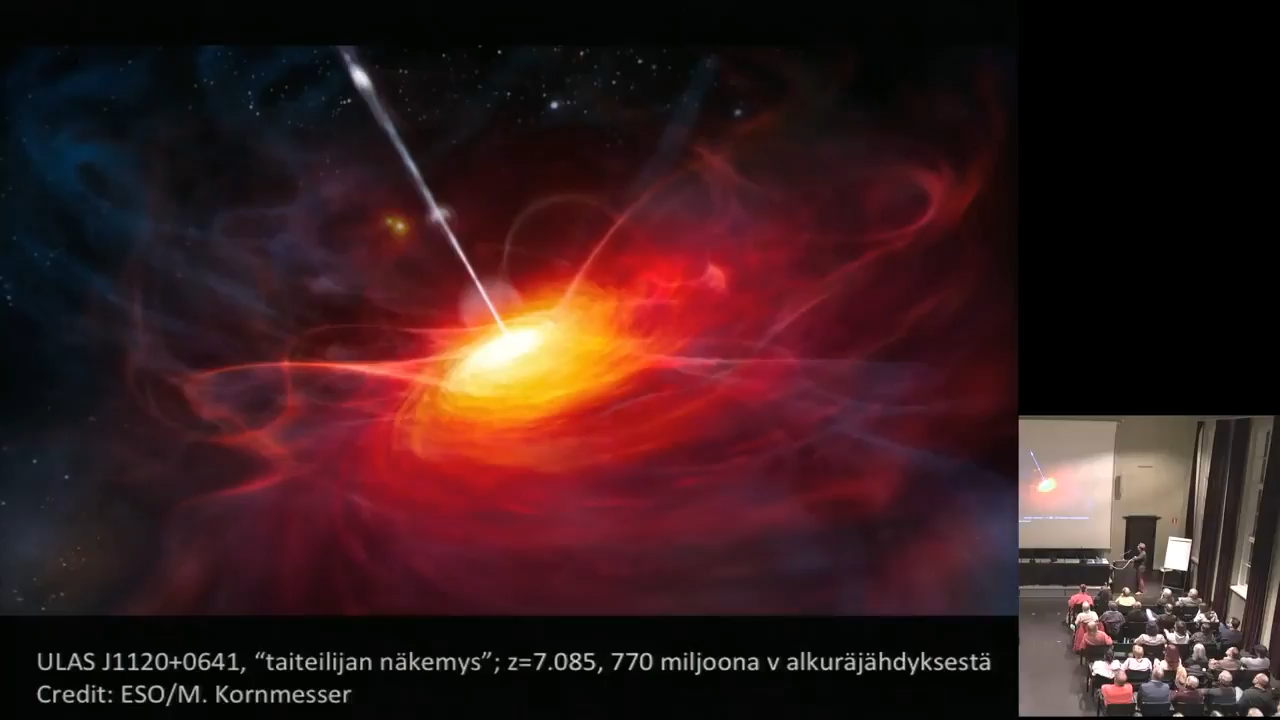 ULAS J1120+0641, “taiteilijan näkemys”; z=7.085, 770 miljoona v alkuräjähdyksestä
Credit: ESO/M. Kornmesser